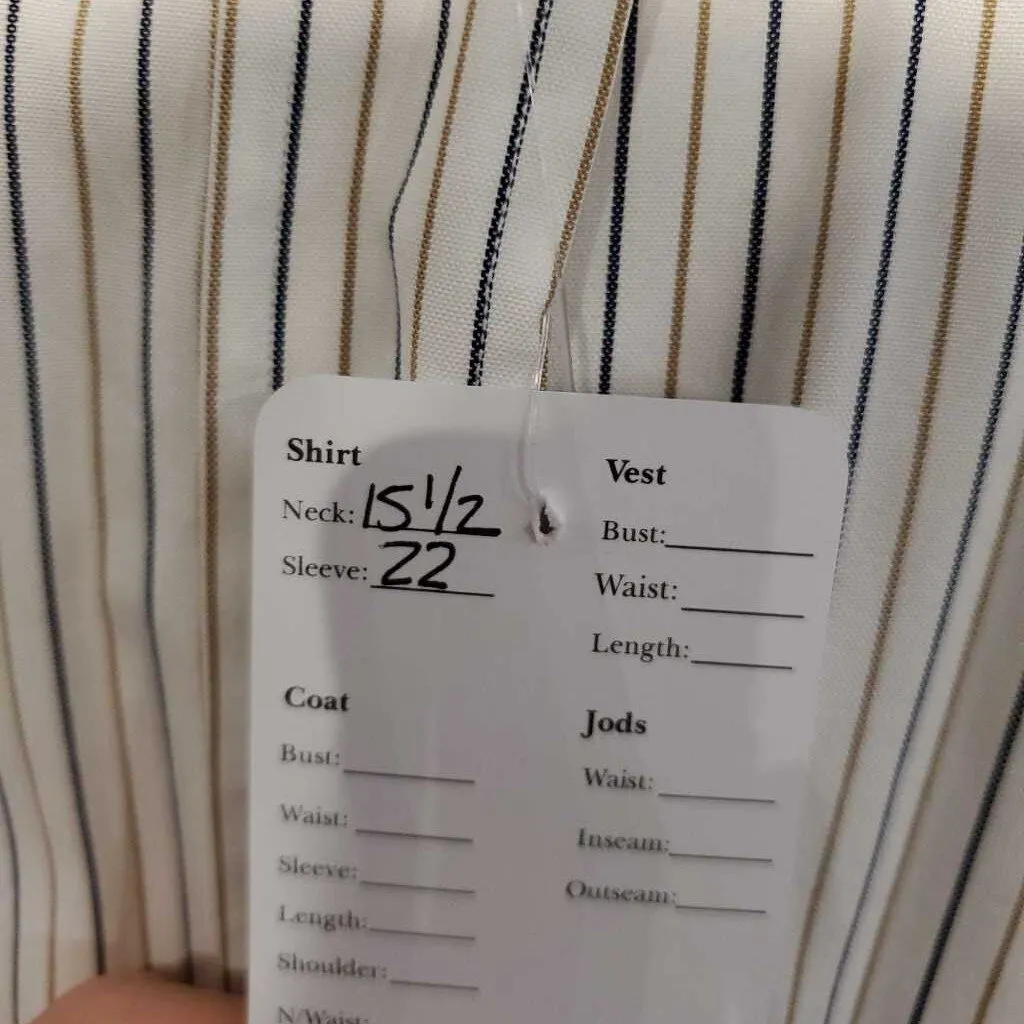 Shirt
Neck: 15 1/2
Sleeve: 22
Coat
Bust:
Waist:
Sleeve:
Length:
Shoulder:
N/Waist:
Vest
Bust:
Waist:
Length:
Jods
Waist:
Inseam:
Outseam: